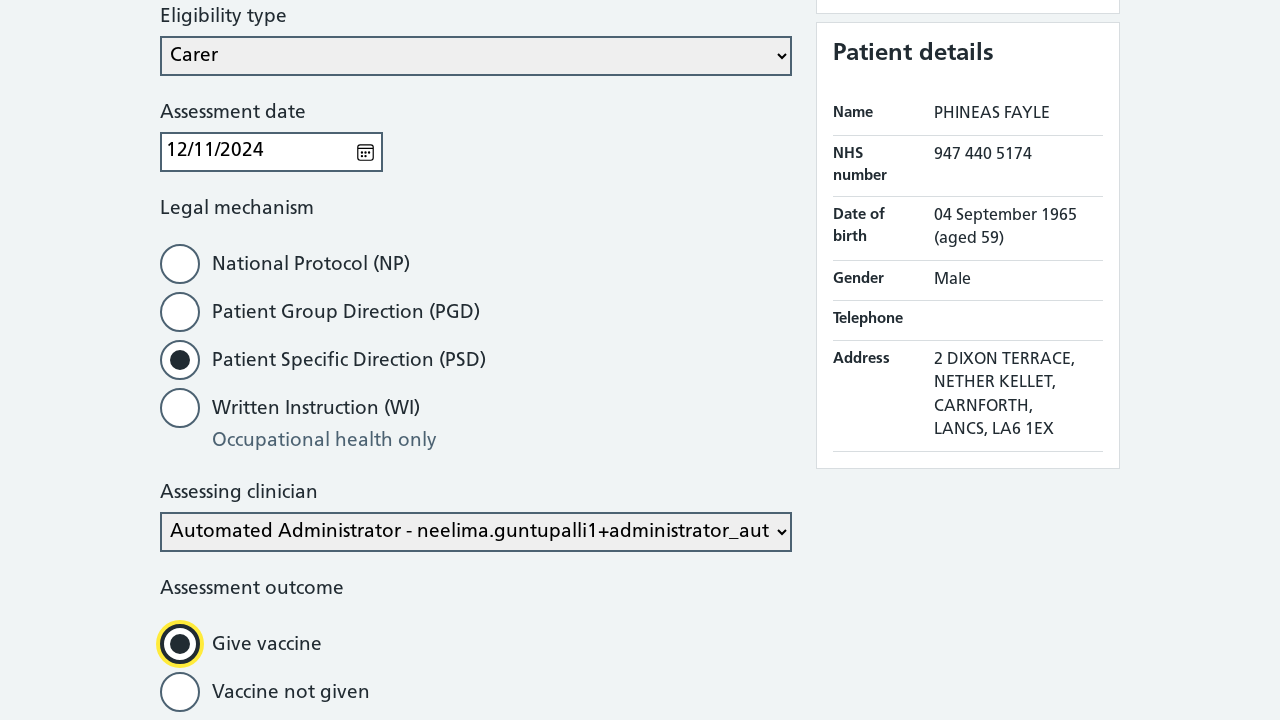 Eligibility type
Carer
Assessment date
12/11/2024
Legal mechanism
National Protocol (NP)
Patient Group Direction (PGD)
Patient Specific Direction (PSD)
Written Instruction (WI)
Occupational health only
Assessing clinician
Automated Administrator - neelima.guntupalli1+administrator_aut
Assessment outcome
Give vaccine
Vaccine not given
Patient details
Name PHINEAS FAYLE
NHS number 947 440 5174
Date of birth 04 September 1965 (aged 59)
Gender Male
Telephone
Address 2 DIXON TERRACE,
NETHER KELLET,
CARNFORTH,
LANCS, LA6 1EX